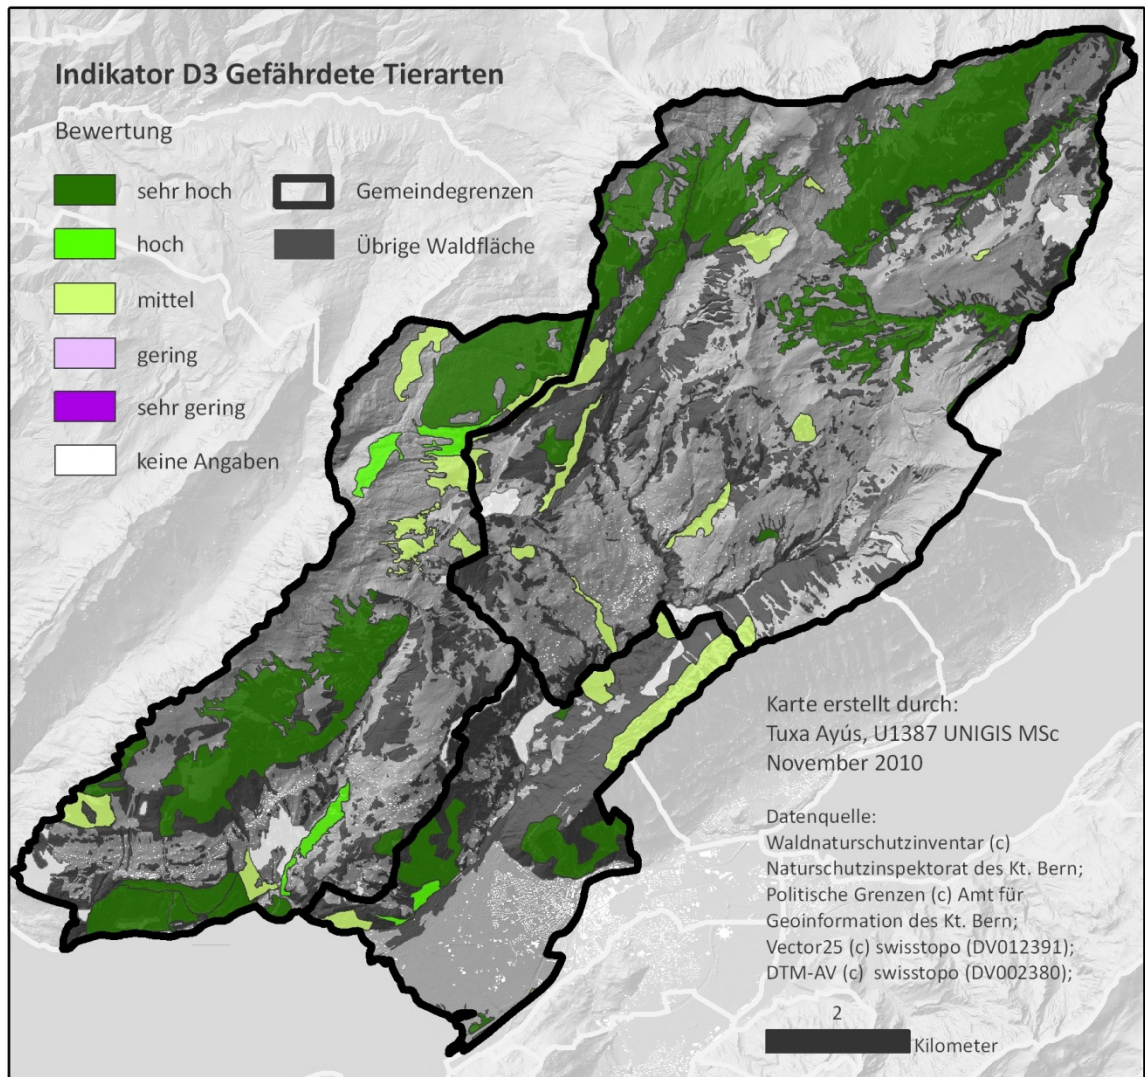 Indikator D3 Gefährdete Tierarten
Bewertung
sehr hoch
hoch
mittel
gering
sehr gering
keine Angaben
Gemeindegrenzen
Übrige Waldfläche
Karte erstellt durch:
Tuxa Ayús, U1387 UNIGIS MSc
November 2010
Datenquelle:
Waldnaturschutzinventar (c)
Naturschutzinspektorat des Kt. Bern;
Politische Grenzen (c) Amt für
Geoinformation des Kt. Bern;
Vector25 (c) swisstopo (DV012391);
DTM-AV (c) swisstopo (DV002380);
2
Kilometer